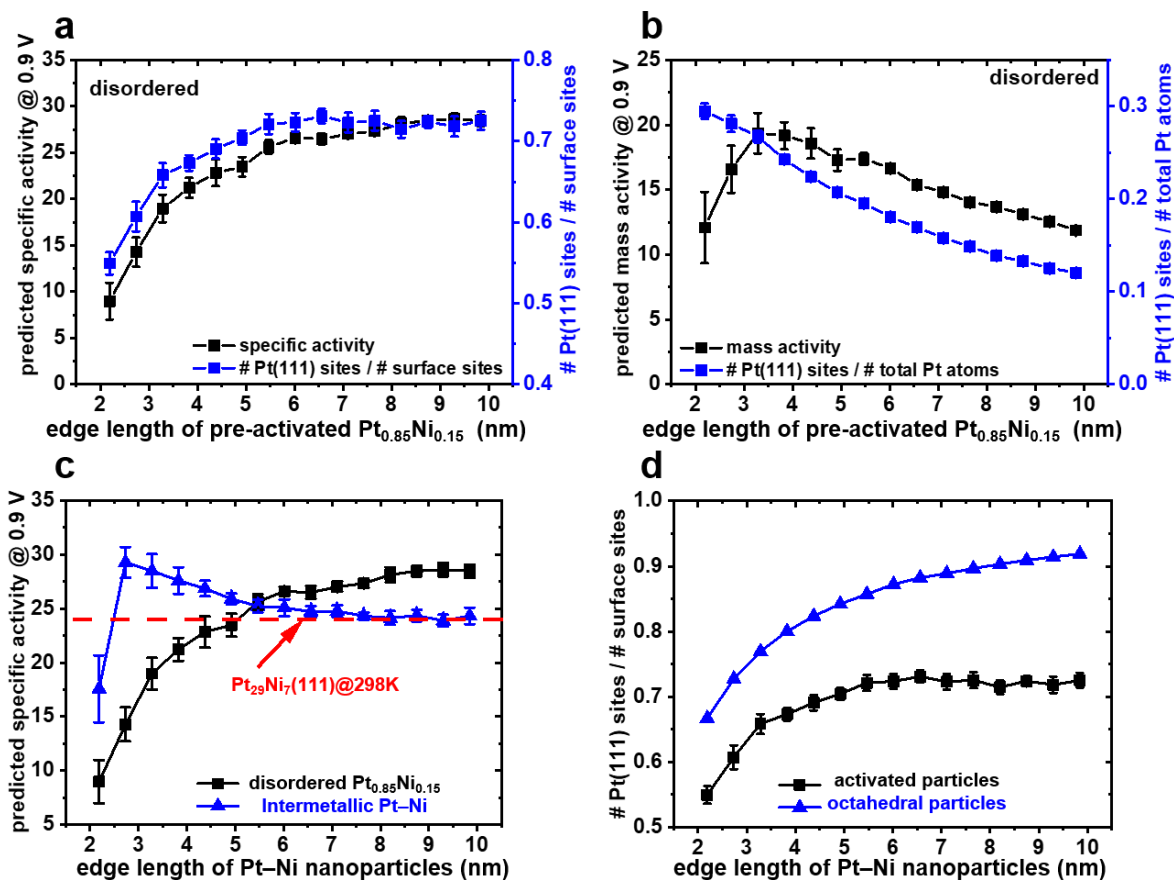 a
predicted specific activity @ 0.9 V
35
30
25
20
15
10
5
0
disordered
0.8
0.7
0.6
0.5
0.4
# Pt(111) sites / # surface sites
specific activity
# Pt(111) sites / # surface sites
2 3 4 5 6 7 8 9 10
edge length of pre-activated Pt0.85Ni0.15 (nm)
b
predicted mass activity @ 0.9 V
25
20
15
10
5
0
disordered
0.3
0.2
0.1
0.0
# Pt(111) sites / # total Pt atoms
mass activity
# Pt(111) sites / # total Pt atoms
2 3 4 5 6 7 8 9 10
edge length of pre-activated Pt0.85Ni0.15 (nm)
c
predicted specific activity @ 0.9 V
35
30
25
20
15
10
5
0
Pt29Ni7(111)@298K
disordered Pt0.85Ni0.15
Intermetallic Pt–Ni
2 3 4 5 6 7 8 9 10
edge length of Pt–Ni nanoparticles (nm)
d
# Pt(111) sites / # surface sites
1.0
0.9
0.8
0.7
0.6
0.5
activated particles
octahedral particles
2 3 4 5 6 7 8 9 10
edge length of Pt–Ni nanoparticles (nm)